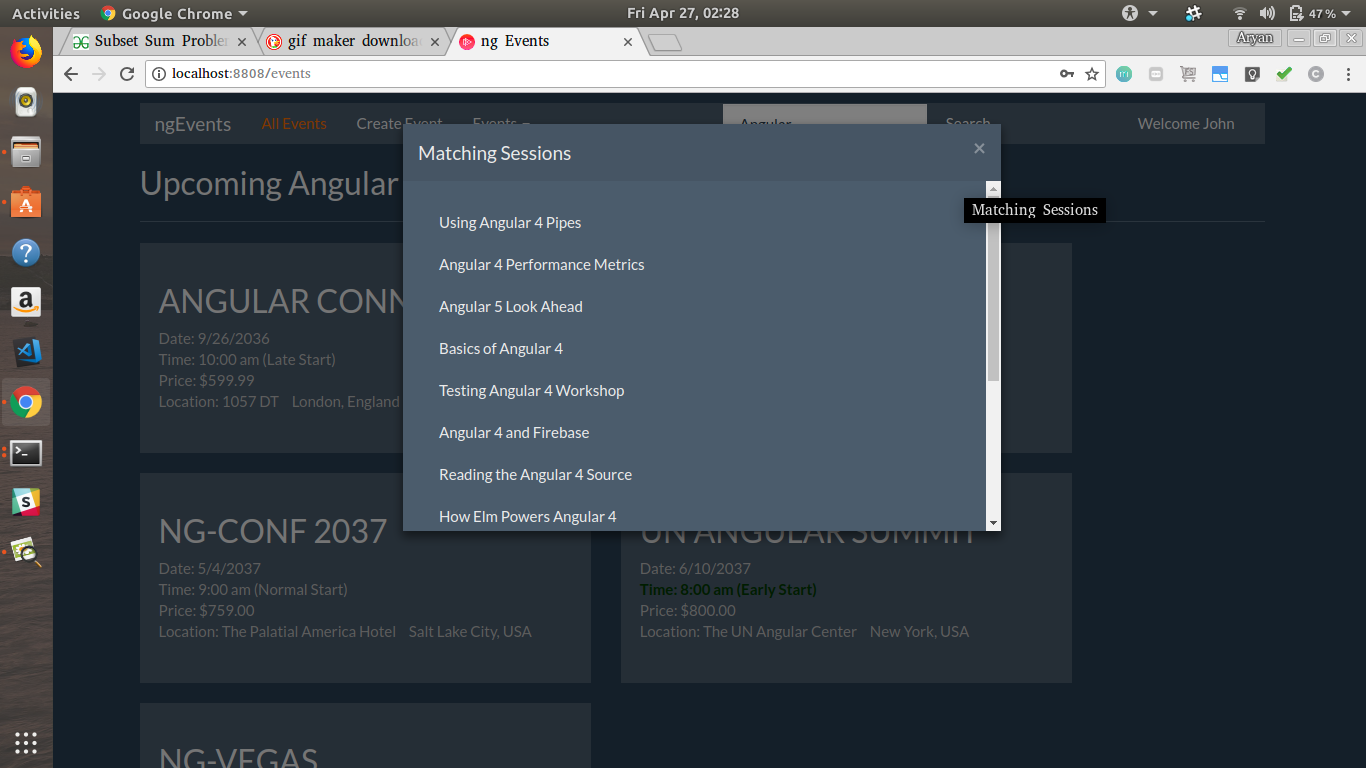 Activities Google Chrome Fri Apr 27, 02:28 47%
Subset Sum Proble gif maker downloa ng Events Aryan
localhost:8808/events
ngEvents All Events Create Event Events Angular Search Welcome John
Matching Sessions ×
Upcoming Angular
Matching Sessions
Using Angular 4 Pipes
Angular 4 Performance Metrics
Angular 5 Look Ahead
Basics of Angular 4
Testing Angular 4 Workshop
Angular 4 and Firebase
Reading the Angular 4 Source
How Elm Powers Angular 4
ANGULAR CONN
Date: 9/26/2036
Time: 10:00 am (Late Start)
Price: $599.99
Location: 1057 DT London, England
NG-CONF 2037
Date: 5/4/2037
Time: 9:00 am (Normal Start)
Price: $759.00
Location: The Palatial America Hotel Salt Lake City, USA
UN ANGULAR SUMMIT
Date: 6/10/2037
Time: 8:00 am (Early Start)
Price: $800.00
Location: The UN Angular Center New York, USA
NG-VEGAS